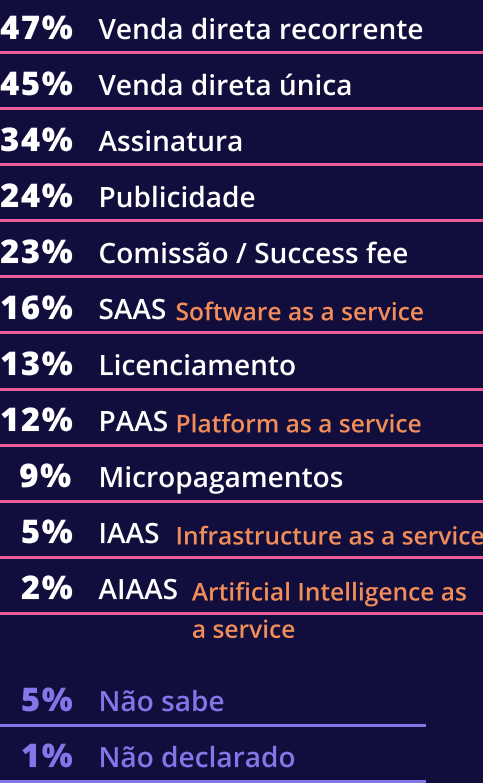 47% Venda direta recorrente
45% Venda direta única
34% Assinatura
24% Publicidade
23% Comissão / Success fee
16% SAAS Software as a service
13% Licenciamento
12% PAAS Platform as a service
9% Micropagamentos
5% IAAS Infrastructure as a service
2% AIAAS Artificial Intelligence as
a service
5% Não sabe
1% Não declarado